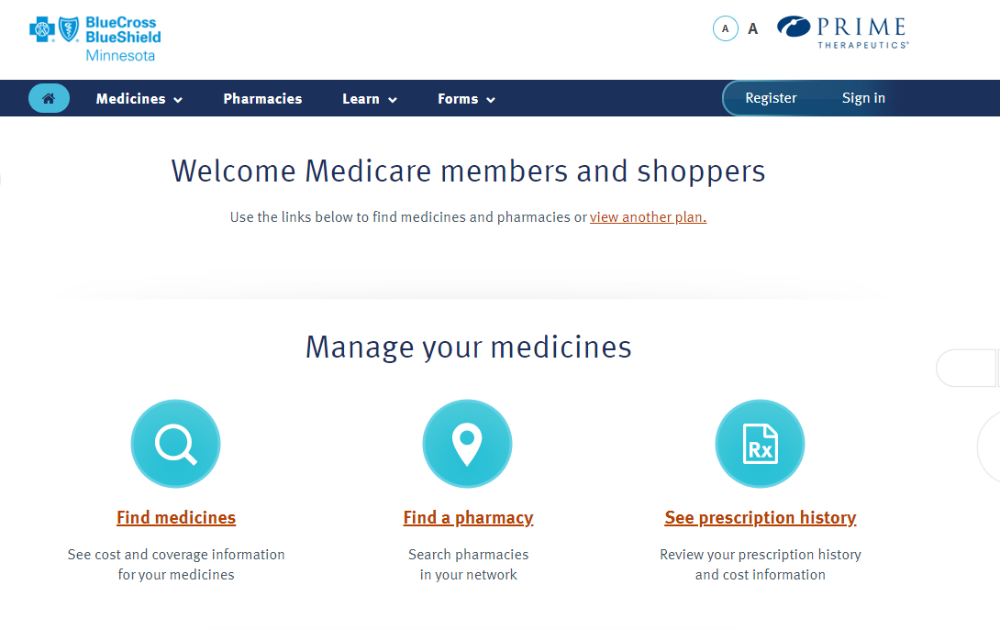 BlueCross
BlueShield
Minnesota
A A
PRIME
THERAPEUTICS®
Medicines Pharmacies Learn Forms Register Sign in
Welcome Medicare members and shoppers
Use the links below to find medicines and pharmacies or view another plan.
Manage your medicines
Rx
Find medicines Find a pharmacy See prescription history
See cost and coverage information
for your medicines
Search pharmacies
in your network
Review your prescription history
and cost information